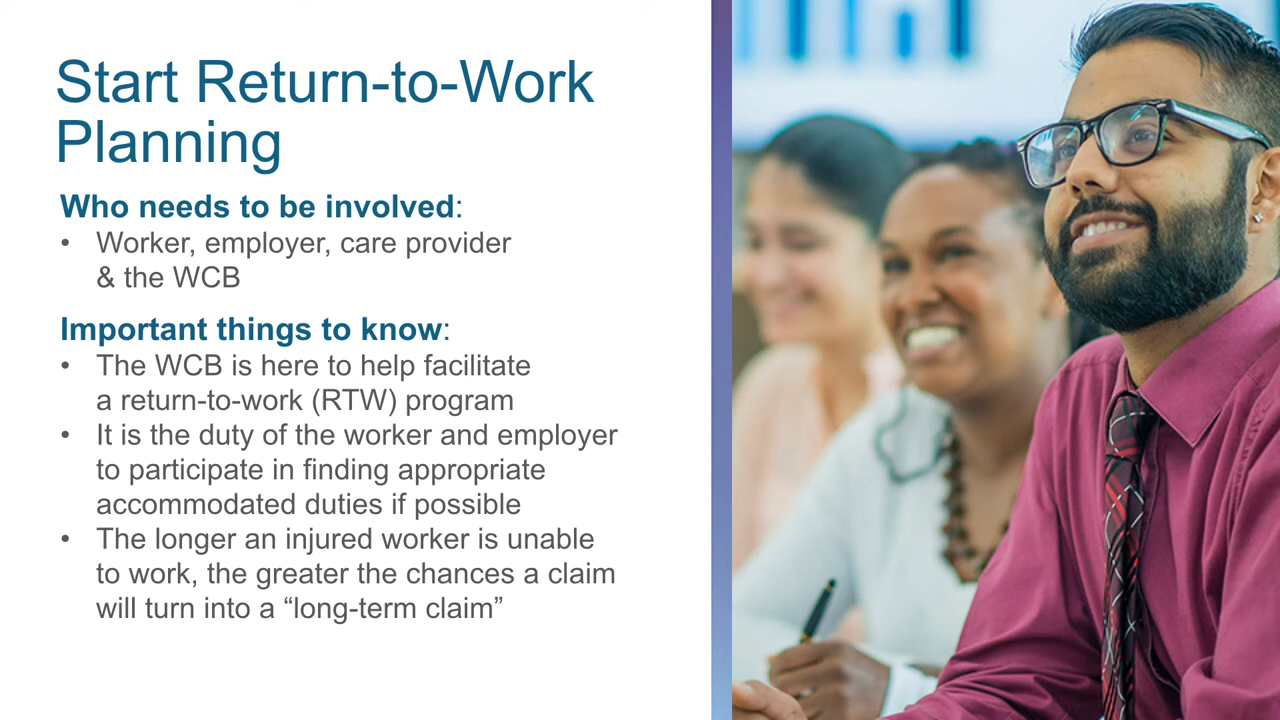 Start Return-to-Work
Planning
Who needs to be involved:
• Worker, employer, care provider
& the WCB
Important things to know:
• The WCB is here to help facilitate
a return-to-work (RTW) program
• It is the duty of the worker and employer
to participate in finding appropriate
accommodated duties if possible
• The longer an injured worker is unable
to work, the greater the chances a claim
will turn into a “long-term claim”